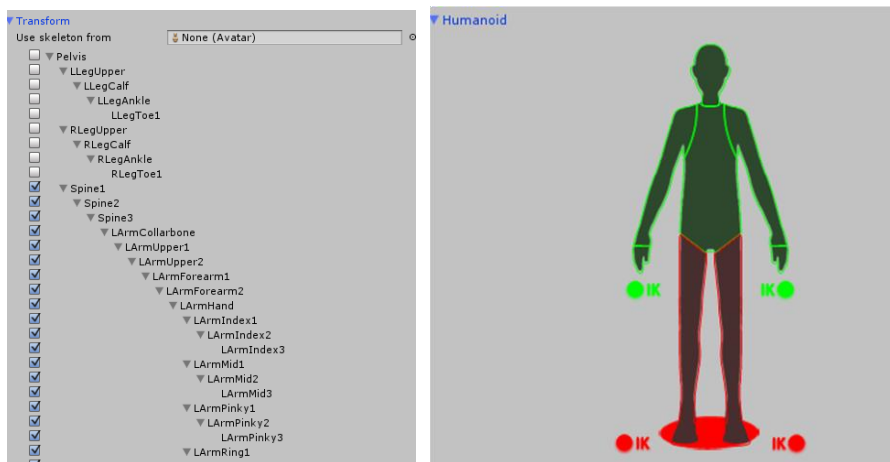 Transform
Use skeleton from None (Avatar)
Pelvis
LLegUpper
LLegCalf
LLegAnkle
LLegToe1
RLegUpper
RLegCalf
RLegAnkle
RLegToe1
Spine1
Spine2
Spine3
LArmCollarbone
LArmUpper1
LArmUpper2
LArmForearm1
LArmForearm2
LArmHand
LArmIndex1
LArmIndex2
LArmIndex3
LArmMid1
LArmMid2
LArmMid3
LArmPinky1
LArmPinky2
LArmPinky3
LArmRing1
Humanoid
IK IK
IK IK